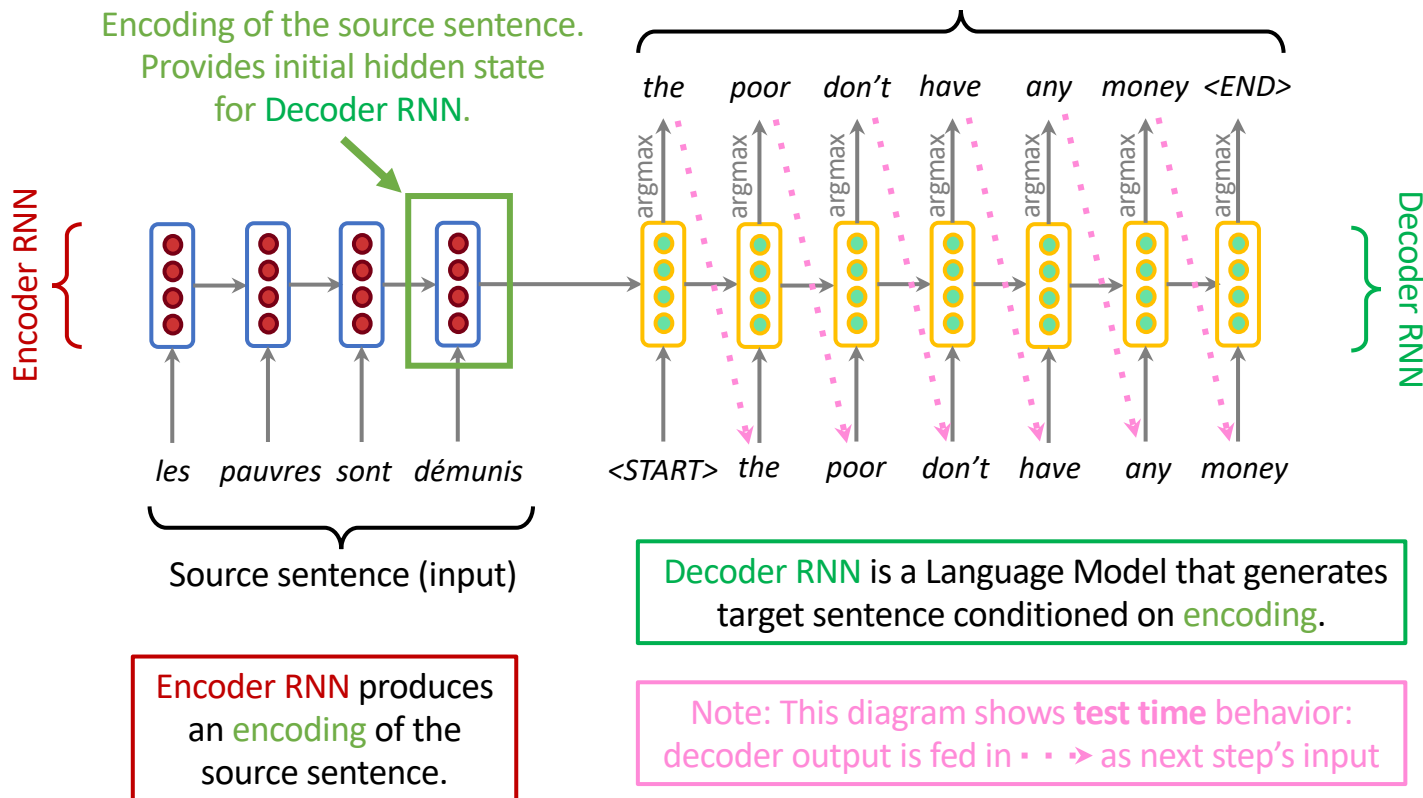 Encoding of the source sentence.
Provides initial hidden state
for Decoder RNN.
the poor don't have any money <END>
argmax argmax argmax argmax argmax argmax argmax
Encoder RNN
Decoder RNN
les pauvres sont démunis
<START> the poor don't have any money
Source sentence (input)
Decoder RNN is a Language Model that generates
target sentence conditioned on encoding.
Encoder RNN produces
an encoding of the
source sentence.
Note: This diagram shows test time behavior:
decoder output is fed in as next step's input